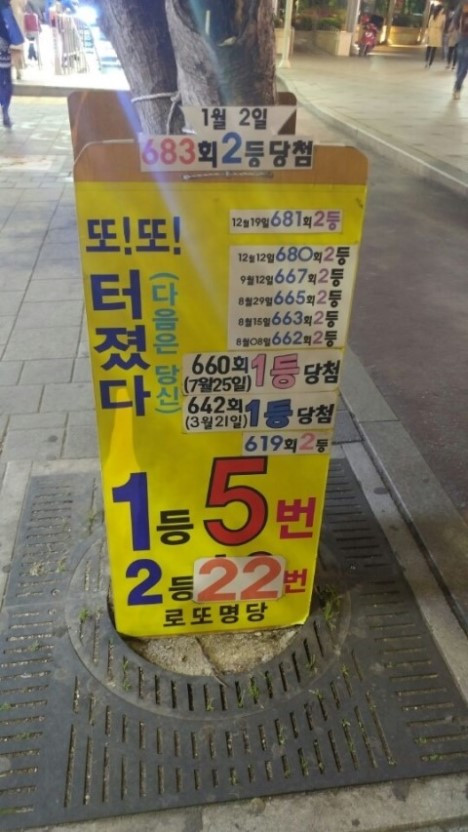 1월 2일
683회2등당첨
또!또!
터졌다
(다음은 당신)
12월19일681회2등
12월12일680회2등
9월12일667회2등
8월29일665회2등
8월15일663회2등
8월08일662회2등
660회
(7월25일)
1등당첨
642회
(3월21일)
1등당첨
619회2등
1등5번
2등22번
로또명당